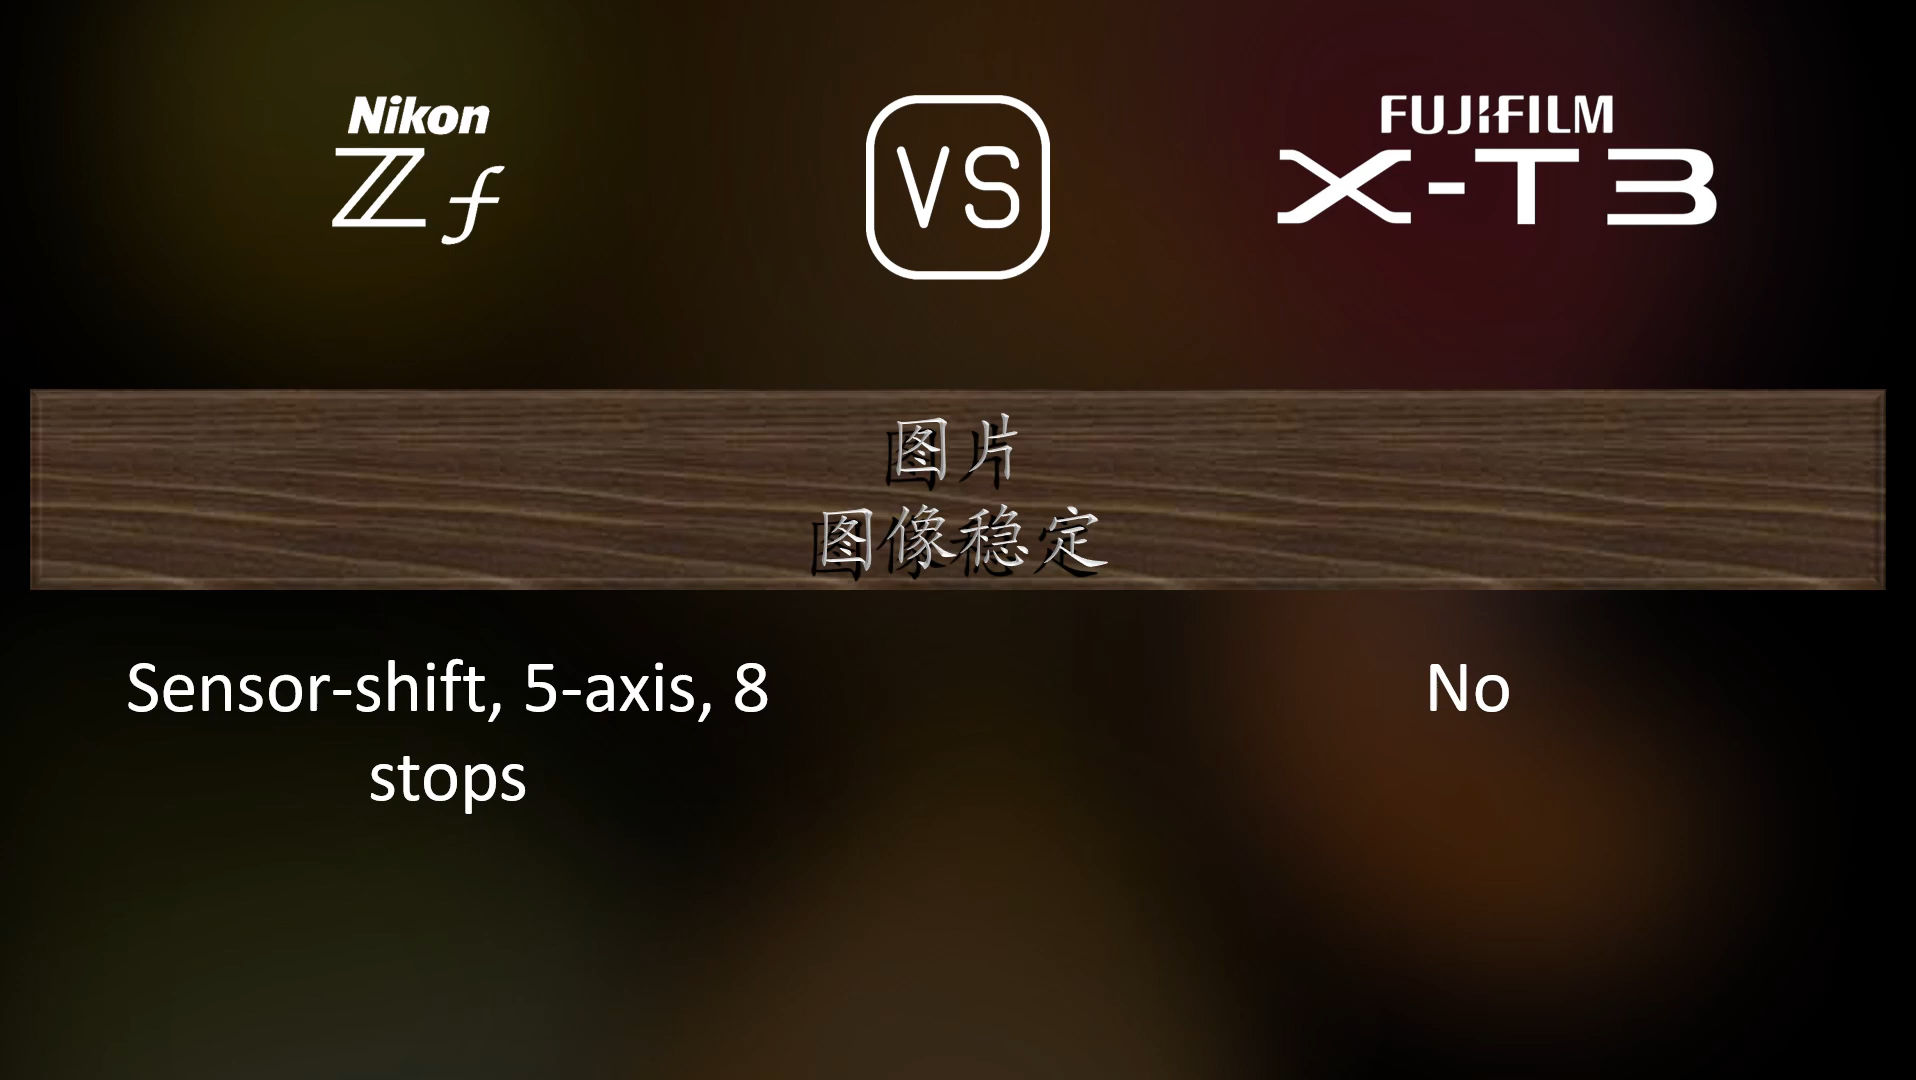 Nikon
Z f
VS
FUJIFILM
X-T3
图片
图像稳定
Sensor-shift, 5-axis, 8
stops
No